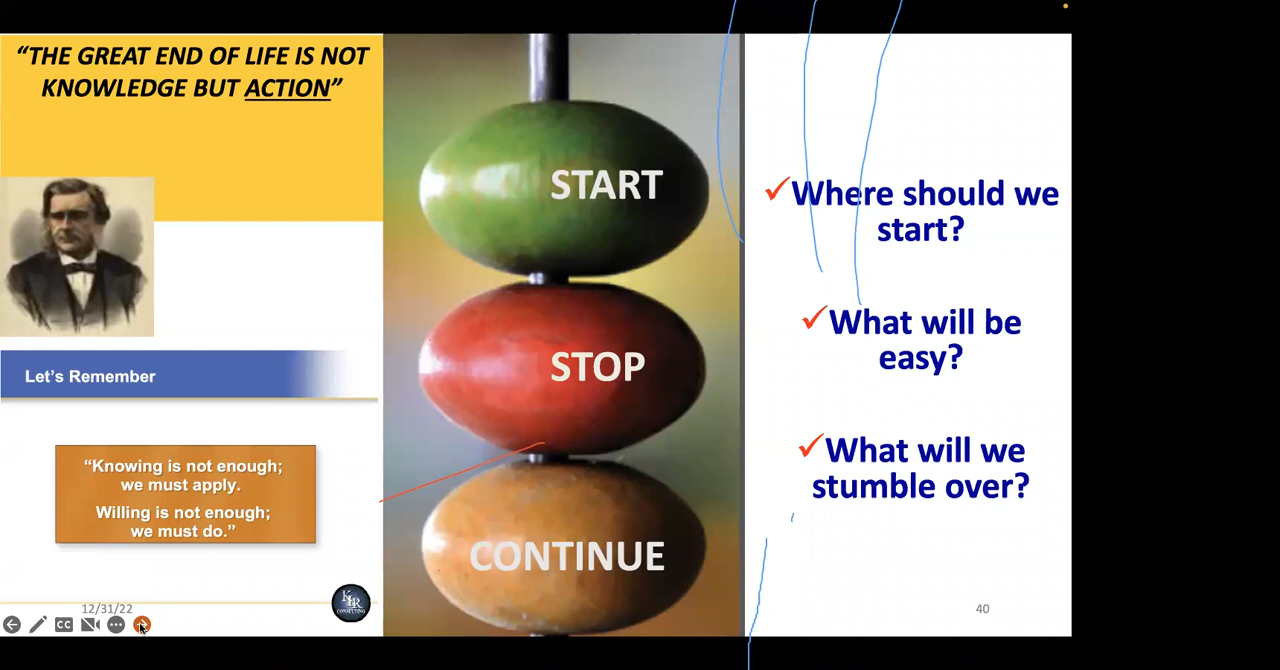 “THE GREAT END OF LIFE IS NOT
KNOWLEDGE BUT ACTION”
Let’s Remember
“Knowing is not enough;
we must apply.
Willing is not enough;
we must do.”
12/31/22
CC
START
STOP
CONTINUE
Where should we
start?
What will be
easy?
What will we
stumble over?
40